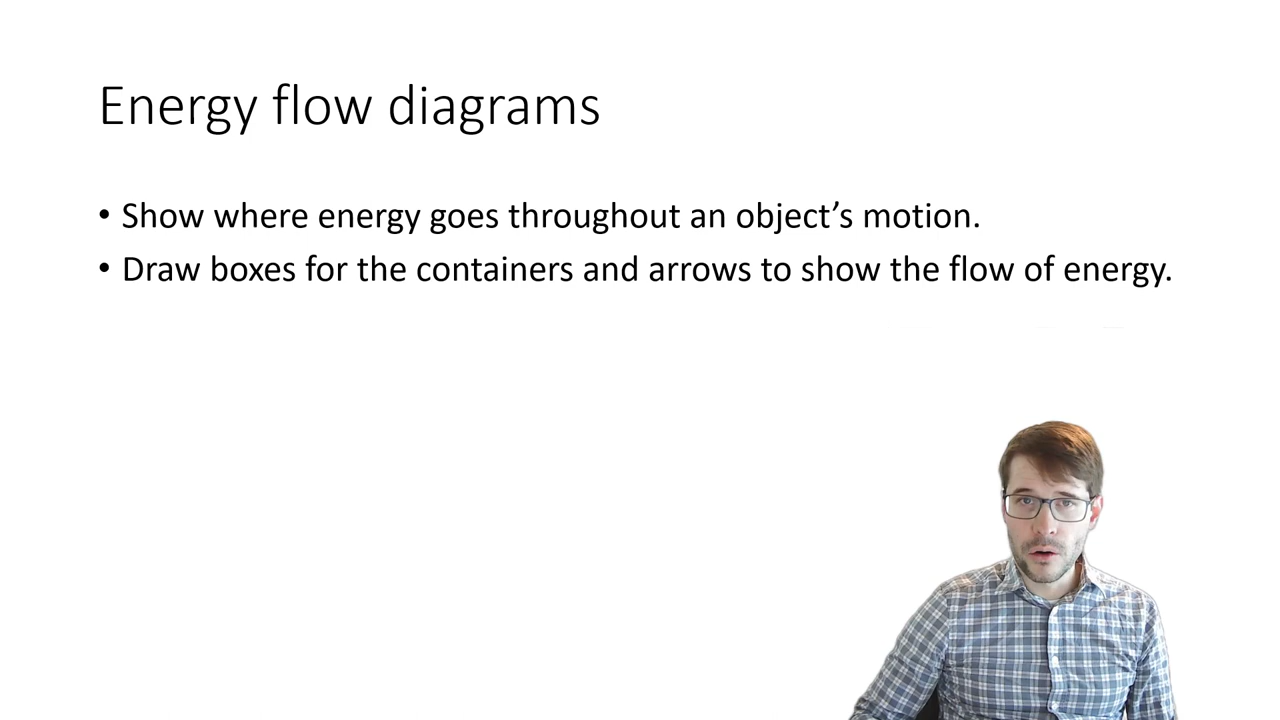 Energy flow diagrams
• Show where energy goes throughout an object’s motion.
• Draw boxes for the containers and arrows to show the flow of energy.